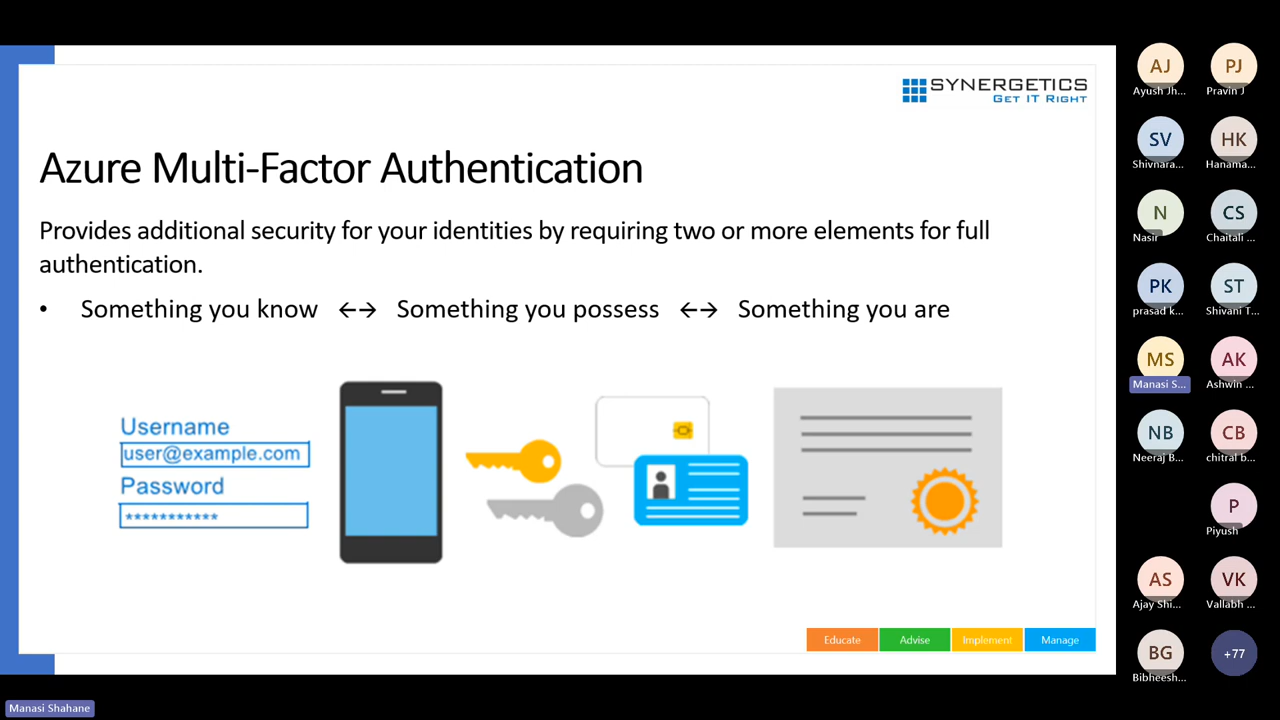 SYNERGETICS
GET IT RIGHT
Azure Multi-Factor Authentication
Provides additional security for your identities by requiring two or more elements for full
authentication.
• Something you know ↔ Something you possess ↔ Something you are
Username
user@example.com
Password
***********
Educate Advise Implement Manage
AJ PJ
Ayush Jh... Pravin J
SV HK
Shivnara... Hanama...
N CS
Nasir Chaitali ...
PK ST
prasad k... Shivani T...
MS AK
Manasi S... Ashwin ...
NB CB
Neeraj B... chitral b...
P
Piyush
AS VK
Ajay Shi... Vallabh ...
BG +77
Bibheesh...
Manasi Shahane